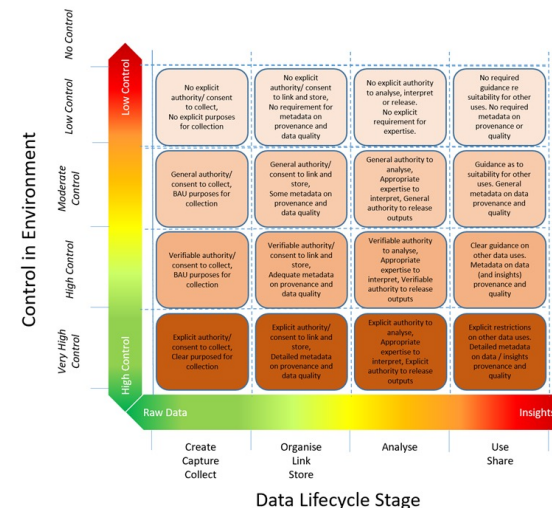 No Control
Low Control
Moderate
Control
High Control
Very High
Control
Control in Environment
Low Control
High Control
No explicit
authority/ consent
to collect,
No explicit purposes
for collection
No explicit
authority/ consent
to link and store,
No requirement for
metadata on
provenance and
data quality
No explicit authority
to analyse, interpret
or release.
No explicit
requirement for
expertise.
No required
guidance re
suitability for other
uses. No required
metadata on
provenance or
quality
General authority/
consent to collect,
BAU purposes for
collection
General authority/
consent to link and
store,
Some metadata on
provenance and
data quality
General authority to
analyse,
Appropriate
expertise to
interpret, General
authority to release
outputs
Guidance as to
suitability for other
uses. General
metadata on data
provenance and
quality
Verifiable authority/
consent to collect,
BAU purposes for
collection
Verifiable authority/
consent to link and
store,
Adequate metadata
on provenance and
data quality
Verifiable authority
to analyse,
Appropriate
expertise to
interpret, Verifiable
authority to release
outputs
Clear guidance on
other data uses.
Metadata on data
(and insights)
provenance and
quality
Explicit authority/
consent to collect,
Clear purposed for
collection
Explicit authority/
consent to link and
store,
Detailed metadata
on provenance and
data quality
Explicit authority to
analyse,
Appropriate
expertise to
interpret, Explicit
authority to release
outputs
Explicit restrictions
on other data uses.
Detailed metadata
on data / insights
provenance and
quality
Raw Data
Insights
Create
Capture
Collect
Organise
Link
Store
Analyse
Use
Share
Data Lifecycle Stage